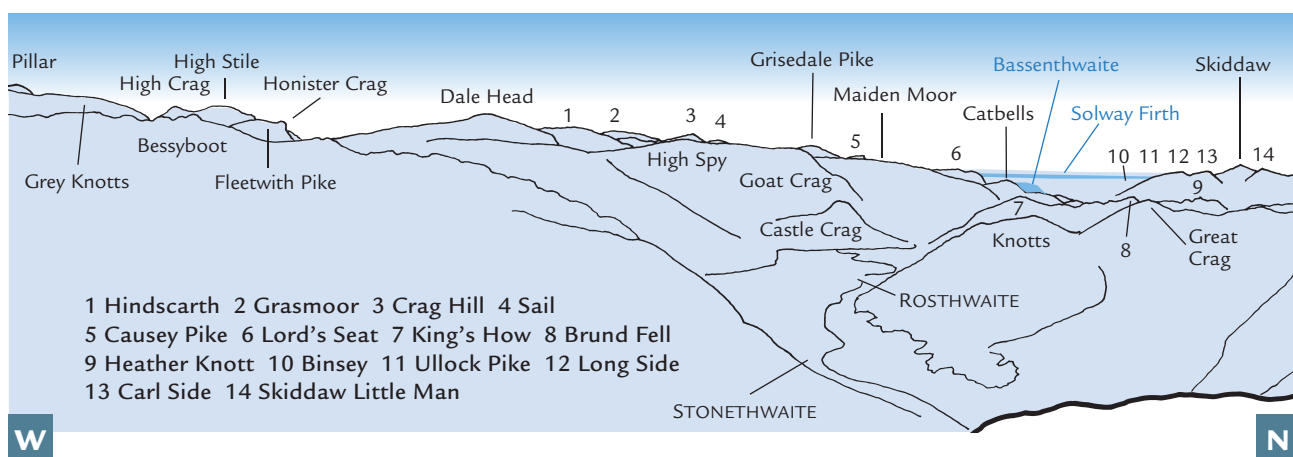 Pillar
High Stile
High Crag
Honister Crag
Bessyboot
Grey Knotts
Fleetwith Pike
Dale Head
1
2
3
4
High Spy
Grisedale Pike
Maiden Moor
5
Goat Crag
Castle Crag
6
Catbells
Bassenthwaite
Solway Firth
Skiddaw
10 11 12 13
14
9
7
Knotts
8
Great
Crag
ROSTHWAITE
STONETHWAITE
1 Hindscarth 2 Grasmoor 3 Crag Hill 4 Sail
5 Causey Pike 6 Lord's Seat 7 King's How 8 Brund Fell
9 Heather Knott 10 Binsey 11 Ullock Pike 12 Long Side
13 Carl Side 14 Skiddaw Little Man
W
N